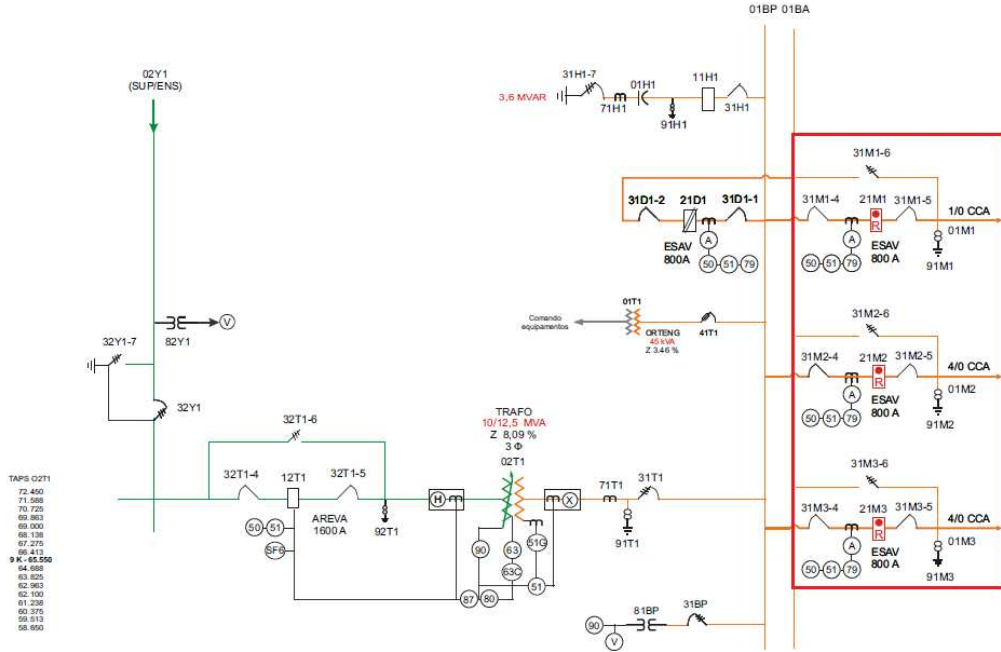 01BP 01BA
02Y1
(SUP/ENS)
31H1-7
01H1
11H1
3,6 MVAR
71H1
31H1
91H1
31M1-6
31D1-2
21D1
31D1-1
31M1-4
21M1
31M1-5
1/0 CCA
R
01M1
ESAV
800A
A
50
51
79
A
50
51
79
ESAV
800 A
91M1
01T1
Comando
equipamentos
ORTENG
45 kVA
Z 3.46 %
41T1
V
82Y1
32Y1-7
32Y1
31M2-6
31M2-4
21M2
31M2-5
4/0 CCA
R
01M2
A
50
51
79
ESAV
800 A
91M2
TRAFO
10/12,5 MVA
Z 8,09 %
3 Φ
02T1
32T1-6
32T1-4
12T1
32T1-5
H
X
71T1
31T1
AREVA
1600 A
92T1
91T1
50
51
SF6
90
63
51G
63C
51
87
80
31M3-6
31M3-4
21M3
31M3-5
4/0 CCA
R
01M3
A
50
51
79
ESAV
800 A
91M3
TAPS O2T1
72.450
71.588
70.725
69.863
69.000
68.138
67.275
66.413
9 K - 65.550
64.688
63.825
62.963
62.100
61.238
60.375
59.513
58.650
81BP
31BP
90
V